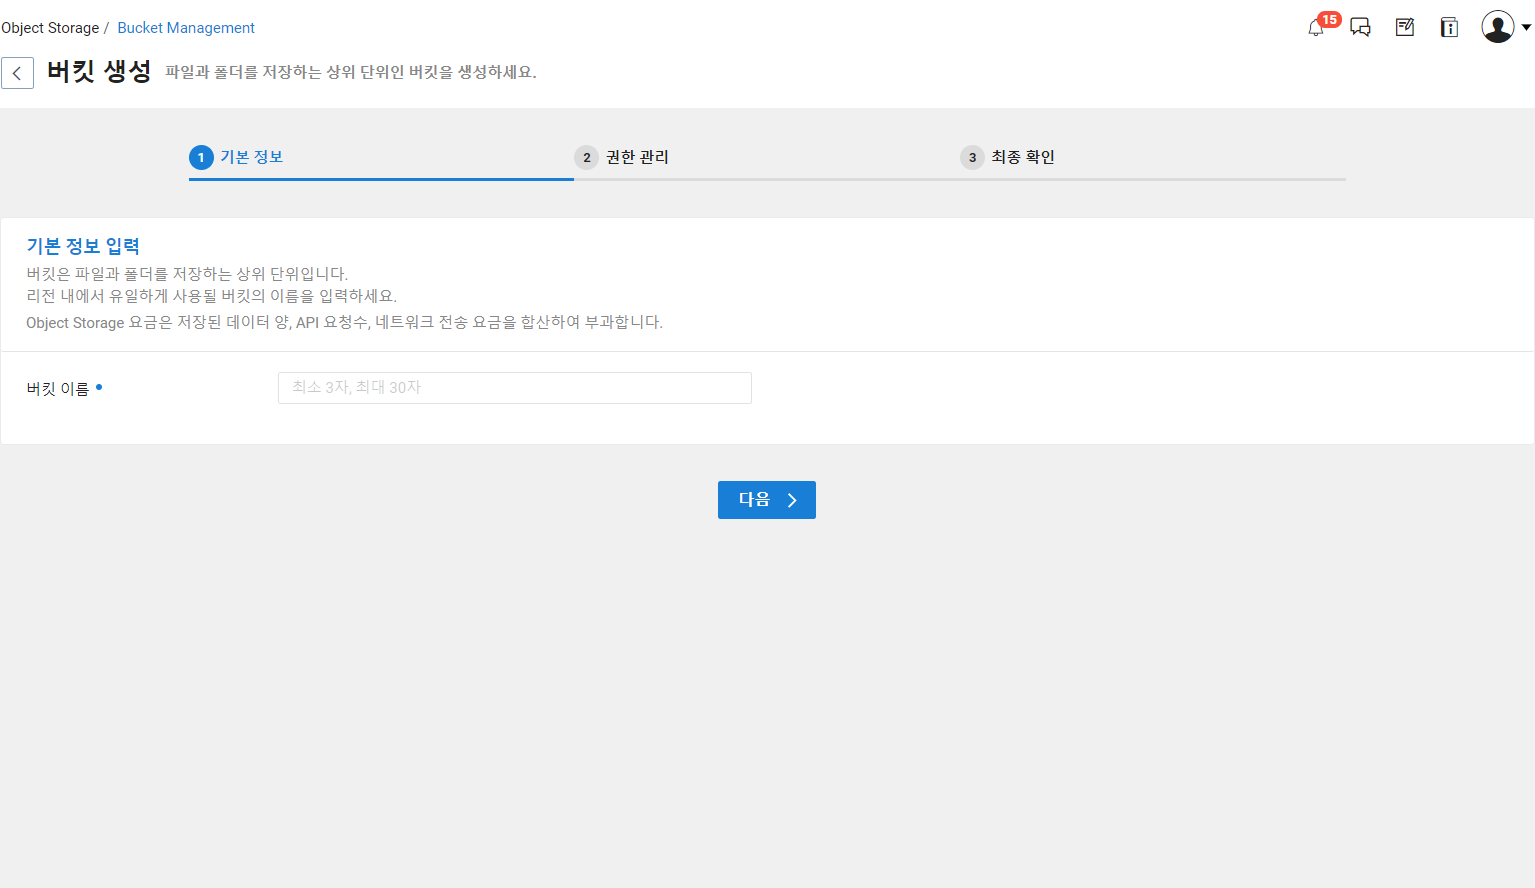 Object Storage / Bucket Management
15
버킷 생성 파일과 폴더를 저장하는 상위 단위인 버킷을 생성하세요.
1 기본 정보
2 권한 관리
3 최종 확인
기본 정보 입력
버킷은 파일과 폴더를 저장하는 상위 단위입니다.
리전 내에서 유일하게 사용될 버킷의 이름을 입력하세요.
Object Storage 요금은 저장된 데이터 양, API 요청수, 네트워크 전송 요금을 합산하여 부과합니다.
버킷 이름
최소 3자, 최대 30자
다음